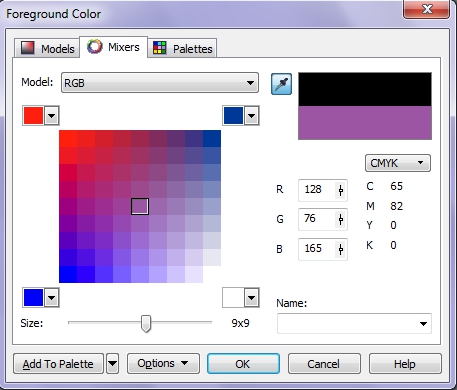 Foreground Color
Models Mixers Palettes
Model: RGB
CMYK
R 128 C 65
G 76 M 82
B 165 Y 0
K 0
Name:
Size: 9x9
Add To Palette Options OK Cancel Help